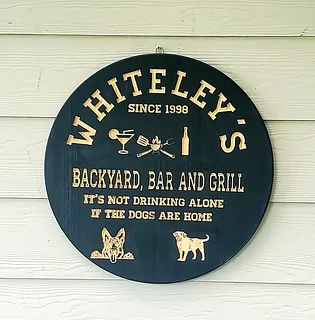 WHITELEY'S
SINCE 1998
BACKYARD, BAR AND GRILL
IT'S NOT DRINKING ALONE
IF THE DOGS ARE HOME